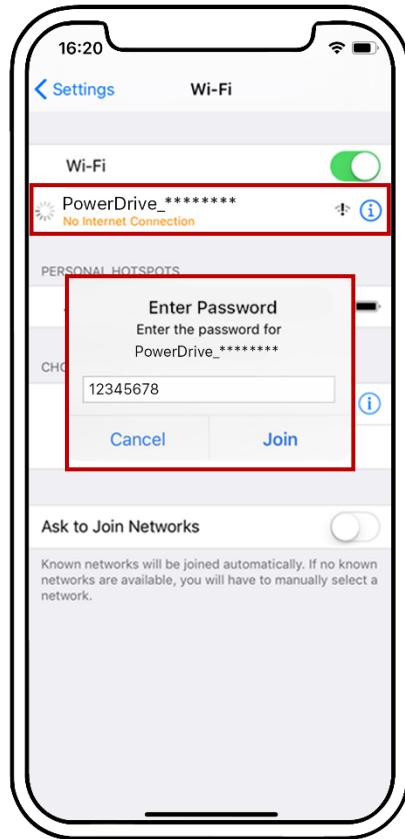 16:20
Settings
Wi-Fi
Wi-Fi
PowerDrive_********
No Internet Connection
PERSONAL HOTSPOTS
Enter Password
Enter the password for
PowerDrive_********
12345678
Cancel
Join
Ask to Join Networks
Known networks will be joined automatically. If no known
networks are available, you will have to manually select a
network.